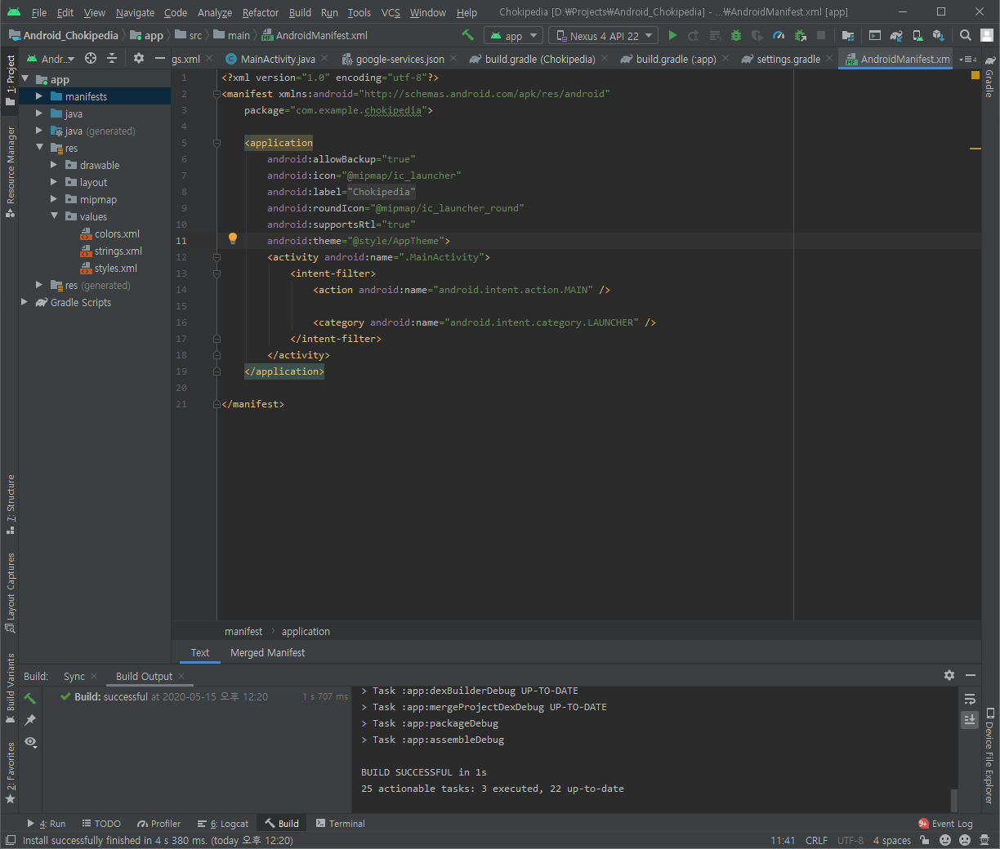 File Edit View Navigate Code Analyze Refactor Build Run Tools VCS Window Help Chokipedia [D:₩Projects₩Android_Chokipedia] - ...₩AndroidManifest.xml [app]
Android_Chokipedia app src main AndroidManifest.xml app Nexus 4 API 22
1: Project
Resource Manager
7: Structure
Layout Captures
Build Variants
2: Favorites
Andr... gs.xml MainActivity.java google-services.json build.gradle (Chokipedia) build.gradle (:app) settings.gradle AndroidManifest.xm 4
app
manifests
java
java (generated)
res
drawable
layout
mipmap
values
colors.xml
strings.xml
styles.xml
res (generated)
Gradle Scripts
1 <?xml version="1.0" encoding="utf-8"?>
2 <manifest xmlns:android="http://schemas.android.com/apk/res/android"
3 package="com.example.chokipedia">
4
5 <application
6 android:allowBackup="true"
7 android:icon="@mipmap/ic_launcher"
8 android:label="Chokipedia"
9 android:roundIcon="@mipmap/ic_launcher_round"
10 android:supportsRtl="true"
11 android:theme="@style/AppTheme">
12 <activity android:name=".MainActivity">
13 <intent-filter>
14 <action android:name="android.intent.action.MAIN" />
15
16 <category android:name="android.intent.category.LAUNCHER" />
17 </intent-filter>
18 </activity>
19 </application>
20
21 </manifest>
Gradle
Device File Explorer
manifest application
Text Merged Manifest
Build: Sync Build Output
Build: successful at 2020-05-15 오후 12:20 1 s 707 ms
> Task :app:dexBuilderDebug UP-TO-DATE
> Task :app:mergeProjectDexDebug UP-TO-DATE
> Task :app:packageDebug
> Task :app:assembleDebug
BUILD SUCCESSFUL in 1s
25 actionable tasks: 3 executed, 22 up-to-date
4: Run TODO Profiler 6: Logcat Build Terminal 9+ Event Log
Install successfully finished in 4 s 380 ms. (today 오후 12:20) 11:41 CRLF UTF-8 4 spaces